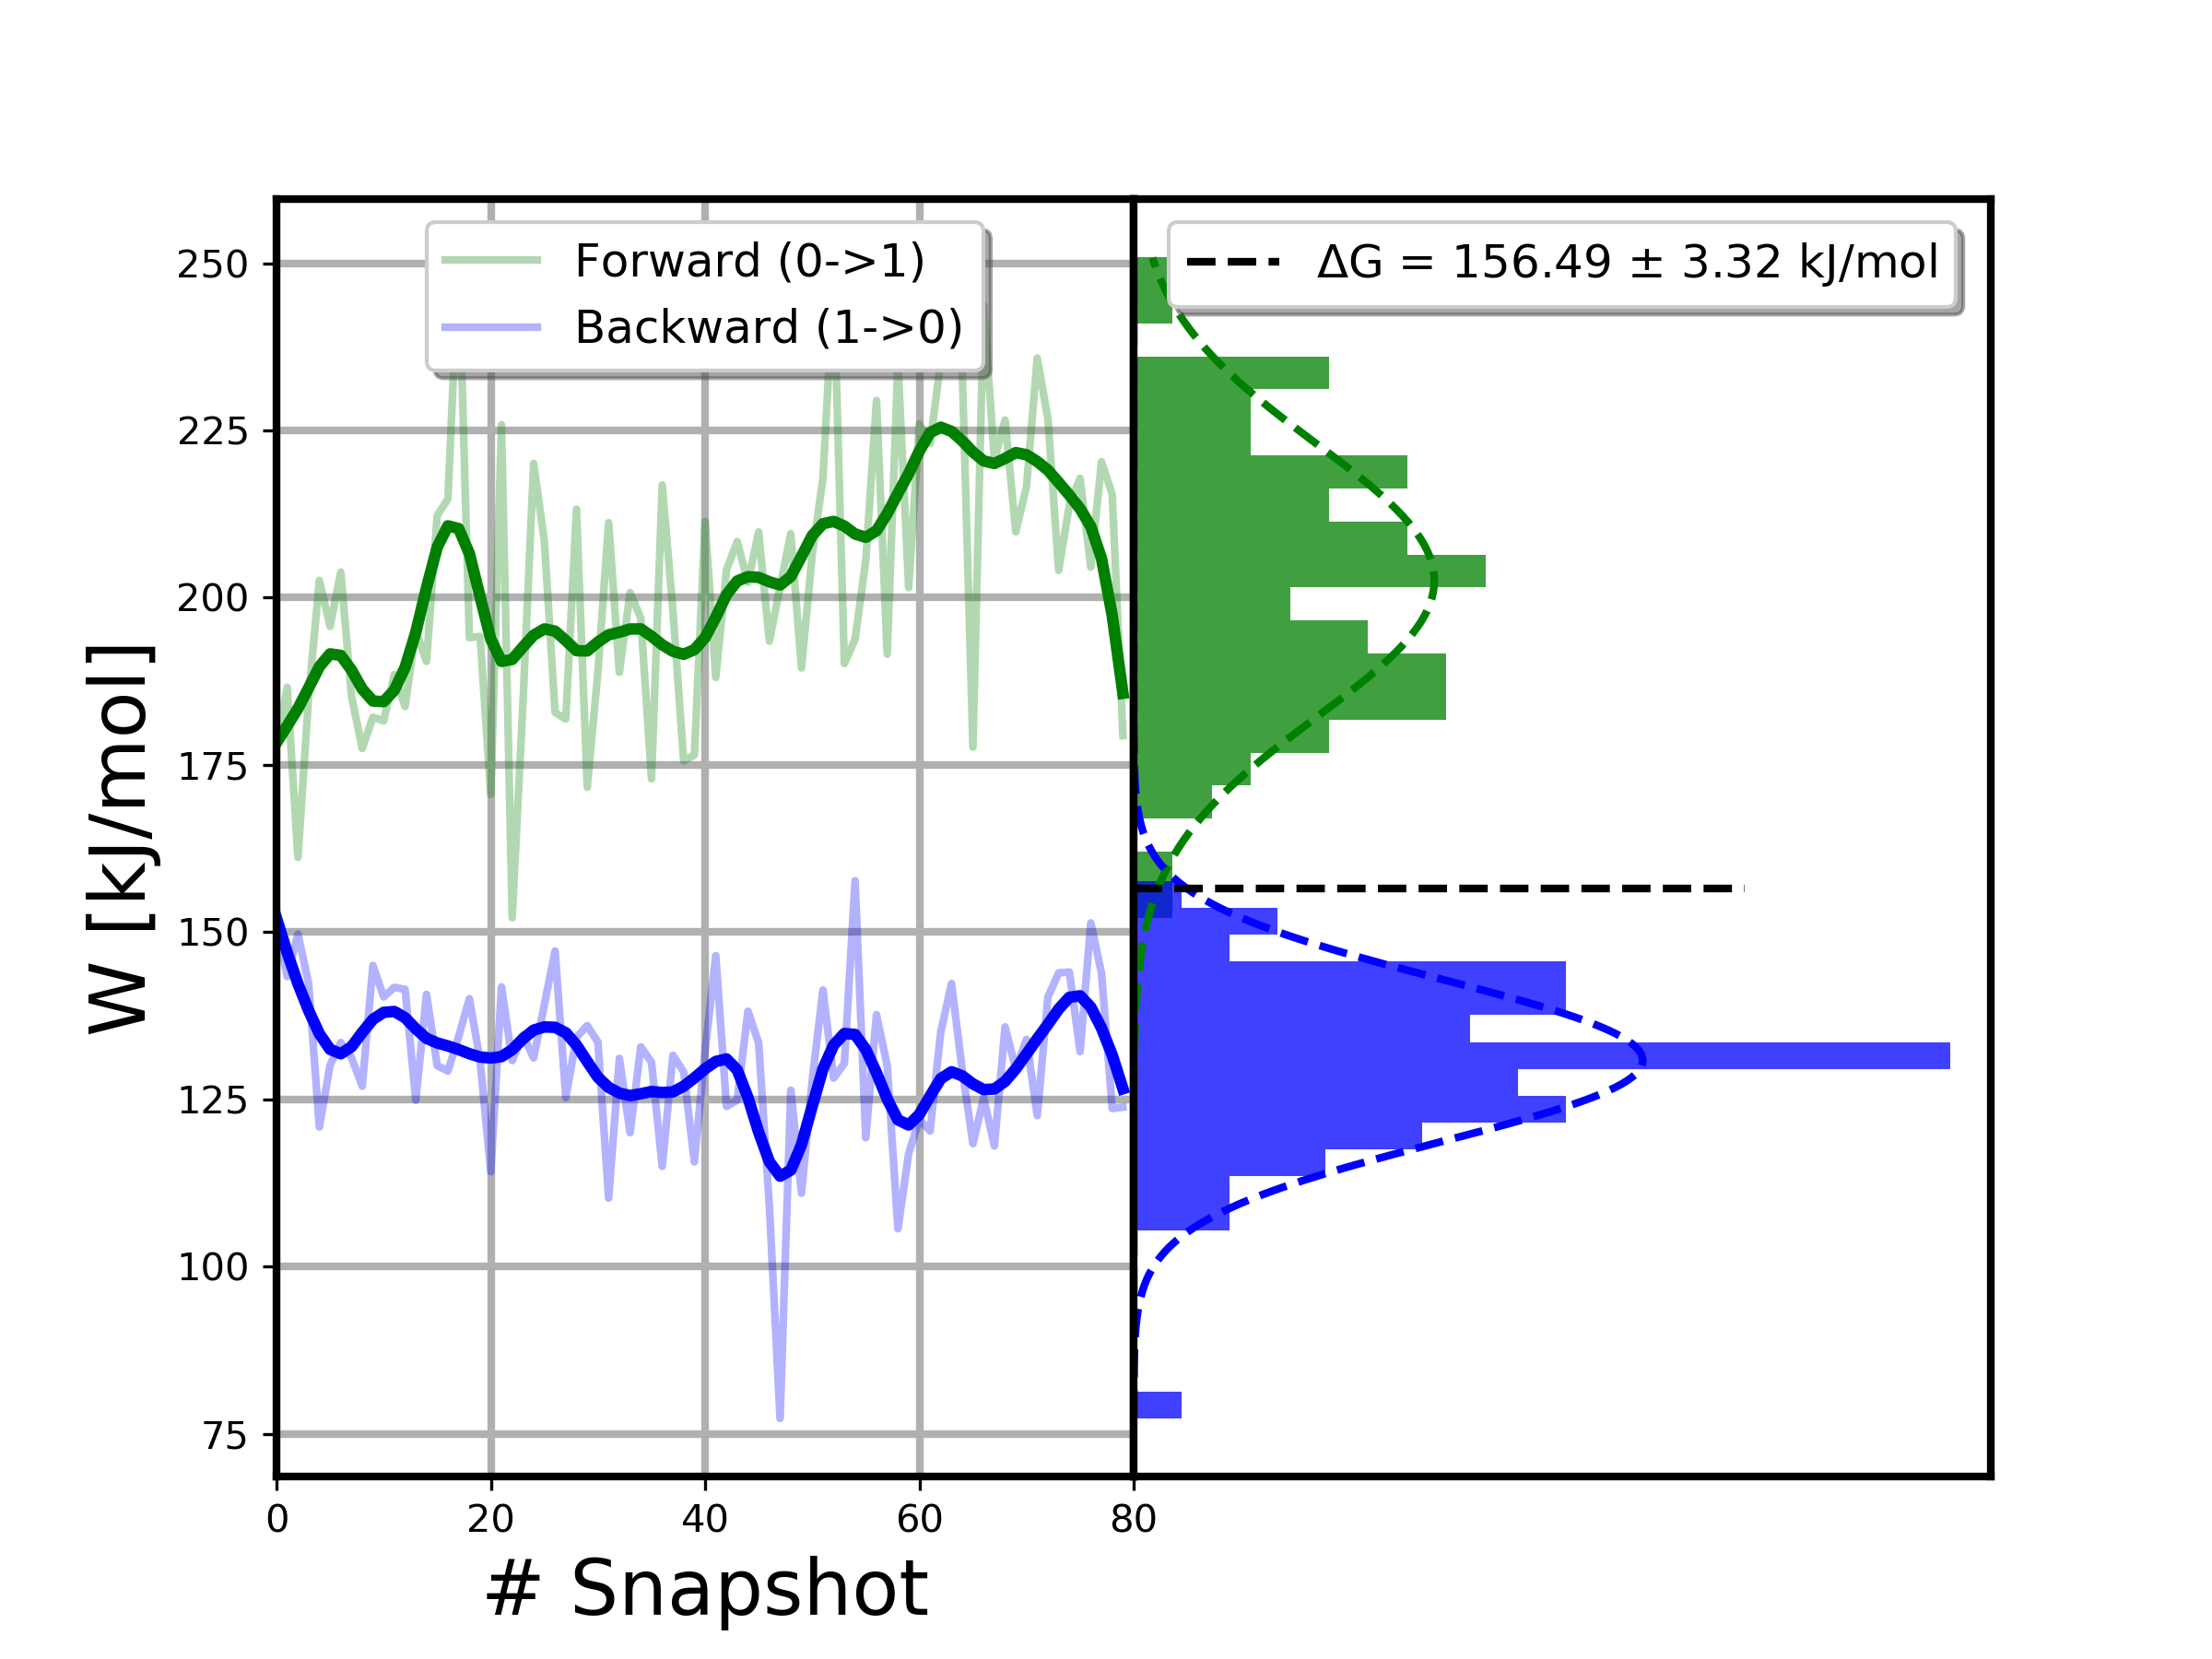 Forward (0->1)
Backward (1->0)
ΔG = 156.49 ± 3.32 kJ/mol
W [kJ/mol]
250
225
200
175
150
125
100
75
0 20 40 60 80
# Snapshot